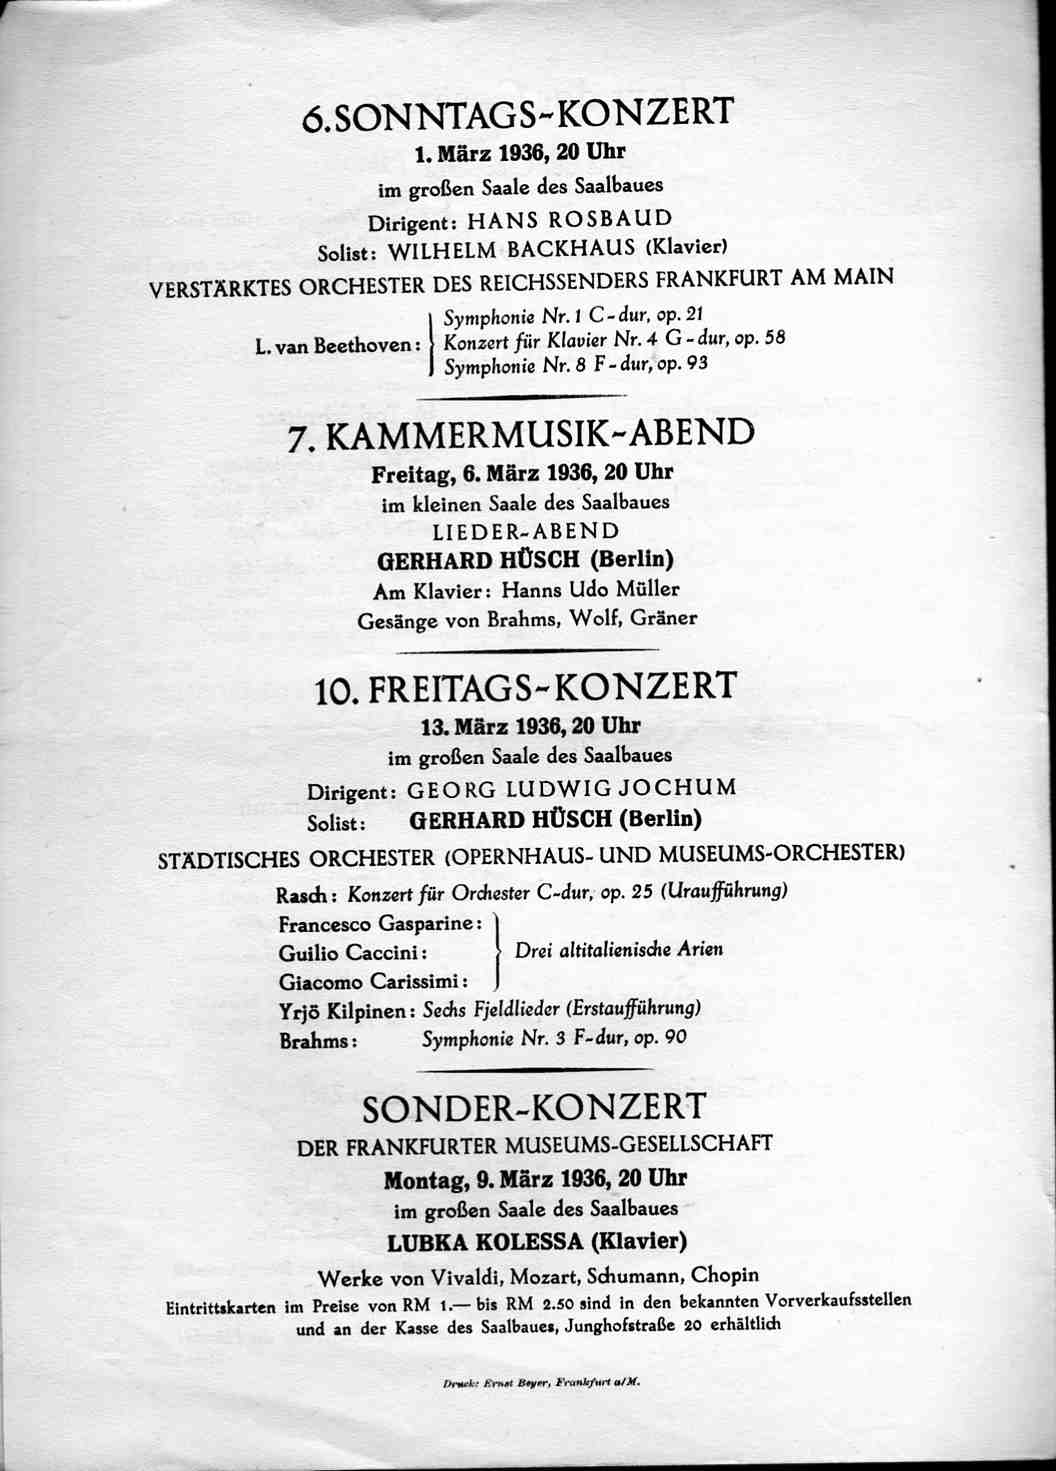 6. SONNTAGS-KONZERT
1. März 1936, 20 Uhr
im großen Saale des Saalbaues
Dirigent: HANS ROSBAUD
Solist: WILHELM BACKHAUS (Klavier)
VERSTÄRKTES ORCHESTER DES REICHSSENDERS FRANKFURT AM MAIN
L. van Beethoven:
Symphonie Nr. 1 C-dur, op. 21
Konzert für Klavier Nr. 4 G-dur, op. 58
Symphonie Nr. 8 F-dur, op. 93
7. KAMMERMUSIK-ABEND
Freitag, 6. März 1936, 20 Uhr
im kleinen Saale des Saalbaues
LIEDER-ABEND
GERHARD HÜSCH (Berlin)
Am Klavier: Hanns Udo Müller
Gesänge von Brahms, Wolf, Gräner
10. FREITAGS-KONZERT
13. März 1936, 20 Uhr
im großen Saale des Saalbaues
Dirigent: GEORG LUDWIG JOCHUM
Solist: GERHARD HÜSCH (Berlin)
STÄDTISCHES ORCHESTER (OPERNHAUS- UND MUSEUMS-ORCHESTER)
Rasch: Konzert für Orchester C-dur, op. 25 (Uraufführung)
Francesco Gasparine:
Guilio Caccini: Drei altitalienische Arien
Giacomo Carissimi:
Yrjö Kilpinen: Sechs Fjeldlieder (Erstaufführung)
Brahms: Symphonie Nr. 3 F-dur, op. 90
SONDER-KONZERT
DER FRANKFURTER MUSEUMS-GESELLSCHAFT
Montag, 9. März 1936, 20 Uhr
im großen Saale des Saalbaues
LUBKA KOLESSA (Klavier)
Werke von Vivaldi, Mozart, Schumann, Chopin
Eintrittskarten im Preise von RM 1.— bis RM 2.50 sind in den bekannten Vorverkaufsstellen
und an der Kasse des Saalbaues, Junghofstraße 20 erhältlich
Druck: Ernst Beyer, Frankfurt a/M.